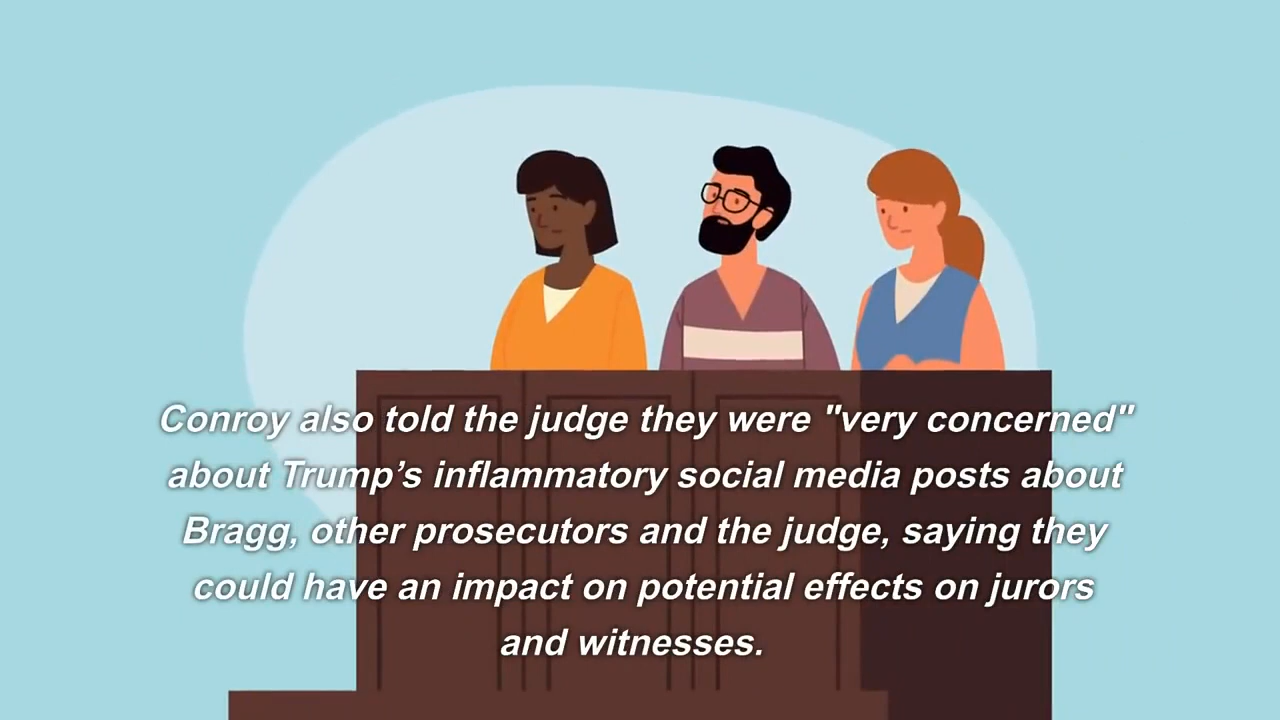 Conroy also told the judge they were "very concerned"
about Trump’s inflammatory social media posts about
Bragg, other prosecutors and the judge, saying they
could have an impact on potential effects on jurors
and witnesses.